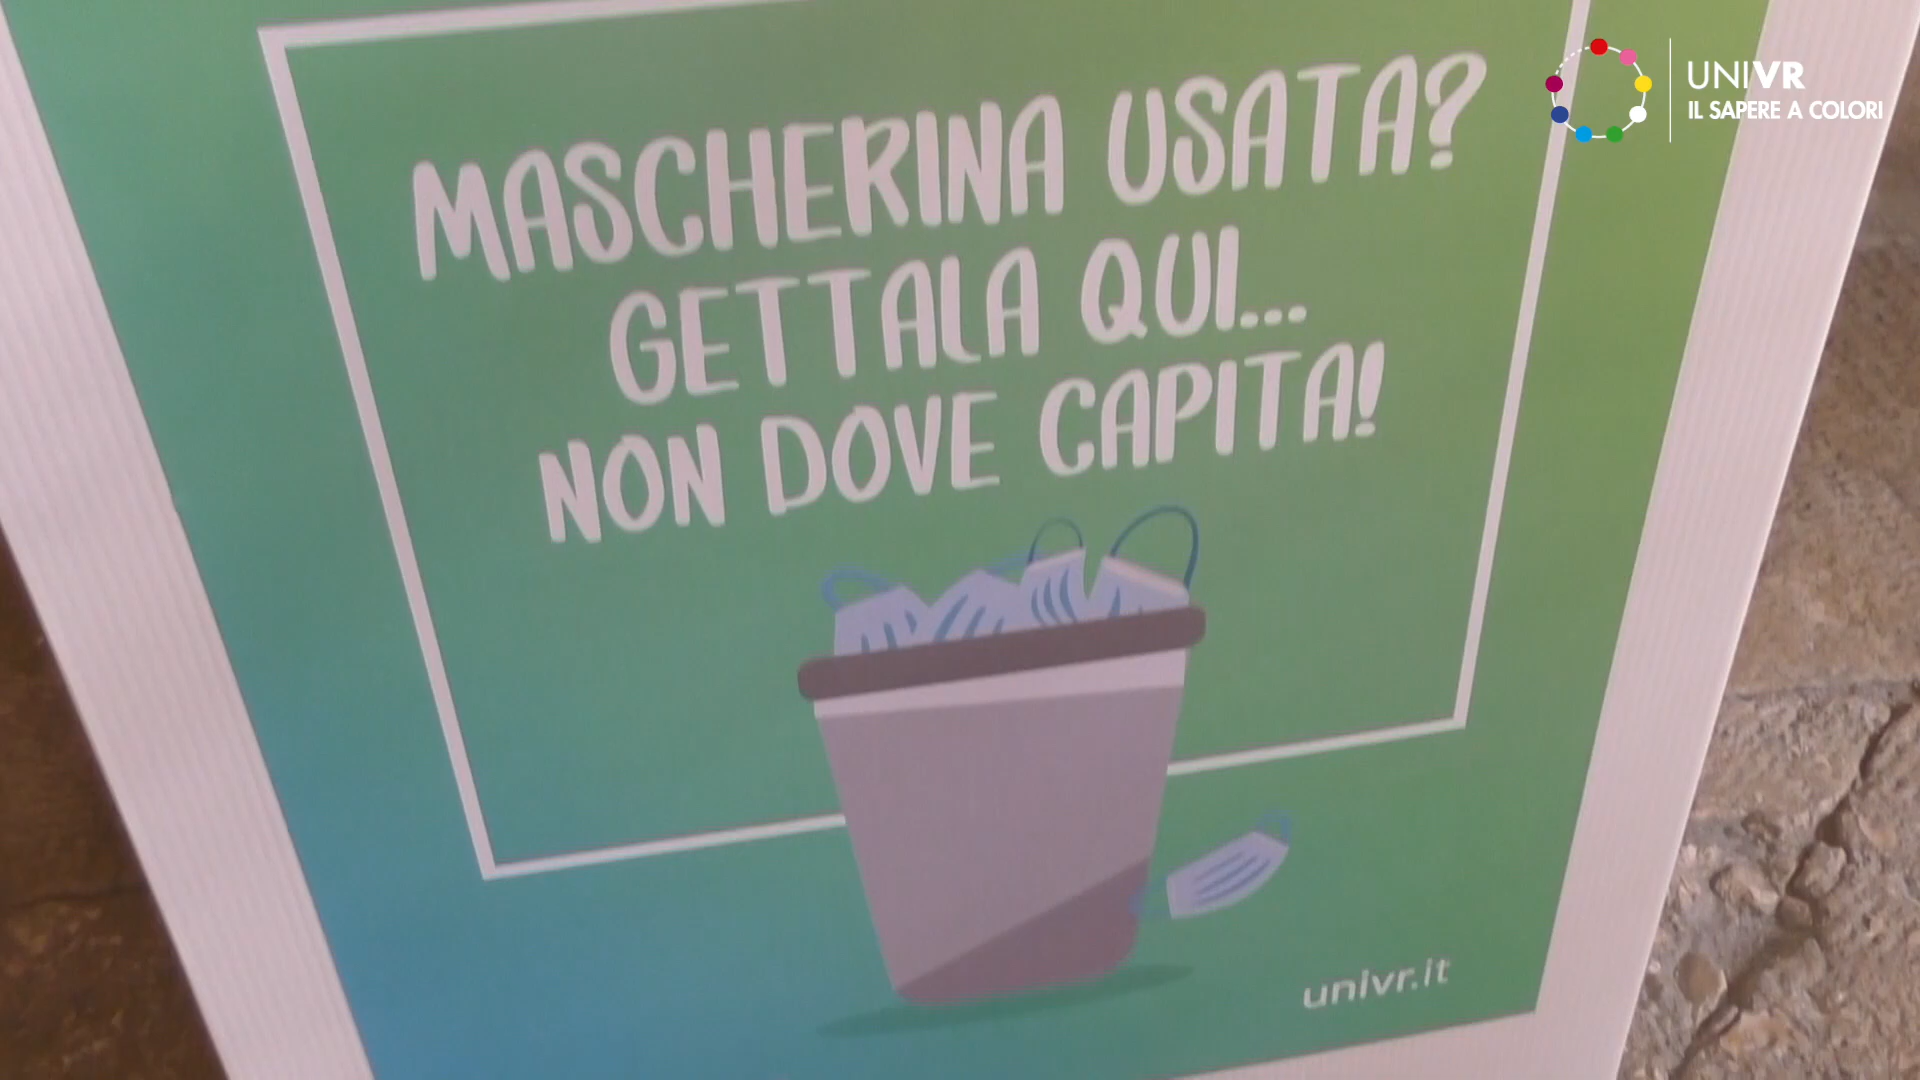 UNIVR
IL SAPERE A COLORI
MASCHERINA USATA?
GETTALA QUI...
NON DOVE CAPITA!
univr.it